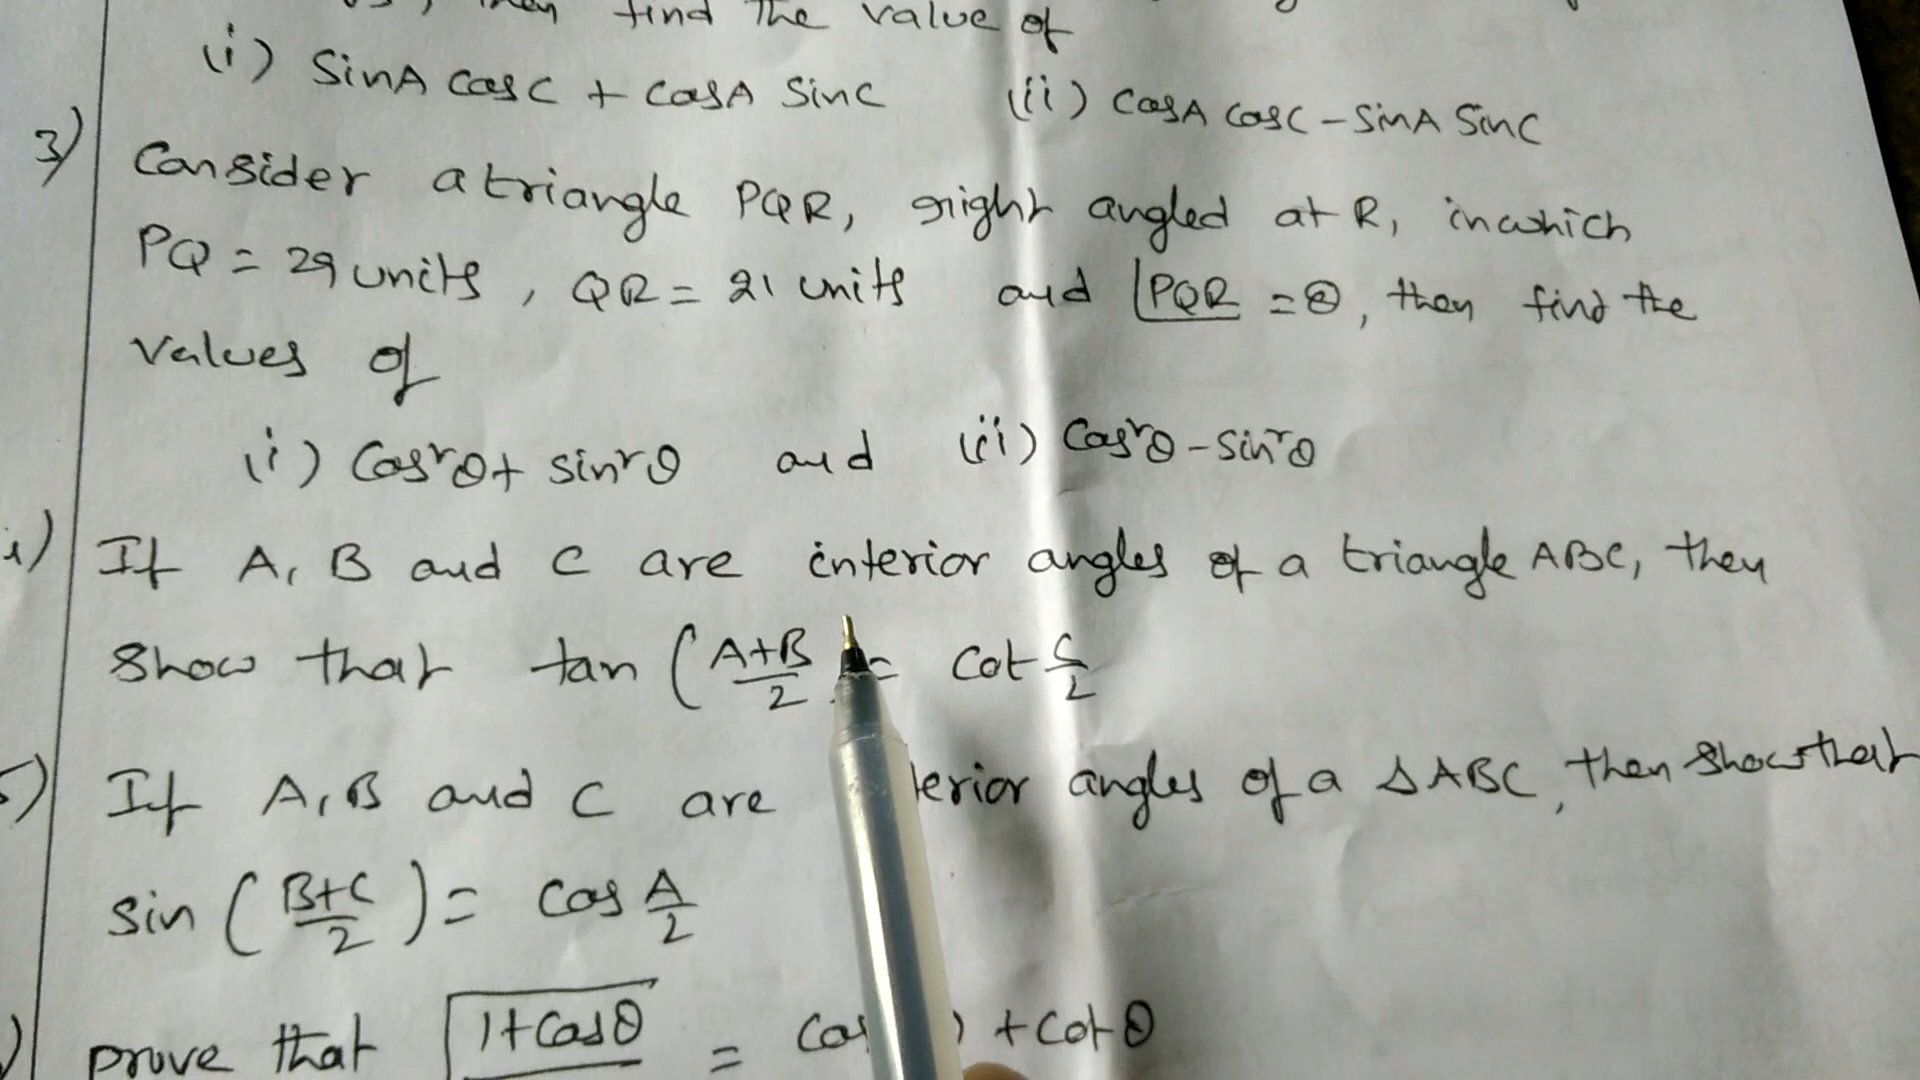 then find the value of
(i) SinA CosC + CosA SinC (ii) CosA CosC - SinA SinC
3) Consider a triangle PQR, right angled at R, in which
PQ = 29 units, QR = 21 units and ∠PQR = θ, then find the
values of
(i) Cos²θ + sin²θ and (ii) Cos²θ - Sin²θ
If A, B and C are interior angles of a triangle ABC, then
Show that tan (A+B/2 = Cot C/2
5) If A, B and C are terior angles of a ΔABC, then show that
sin (B+C/2) = Cos A/2
prove that √1+Cosθ = + Cot θ